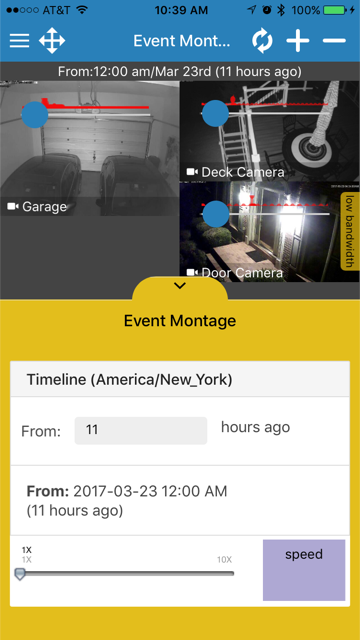 AT&T 10:39 AM 100%
Event Mont...
From:12:00 am/Mar 23rd (11 hours ago)
Garage
Deck Camera
Door Camera
low bandwidth
Event Montage
Timeline (America/New_York)
From: 11 hours ago
From: 2017-03-23 12:00 AM
(11 hours ago)
1X
1X 10X
speed